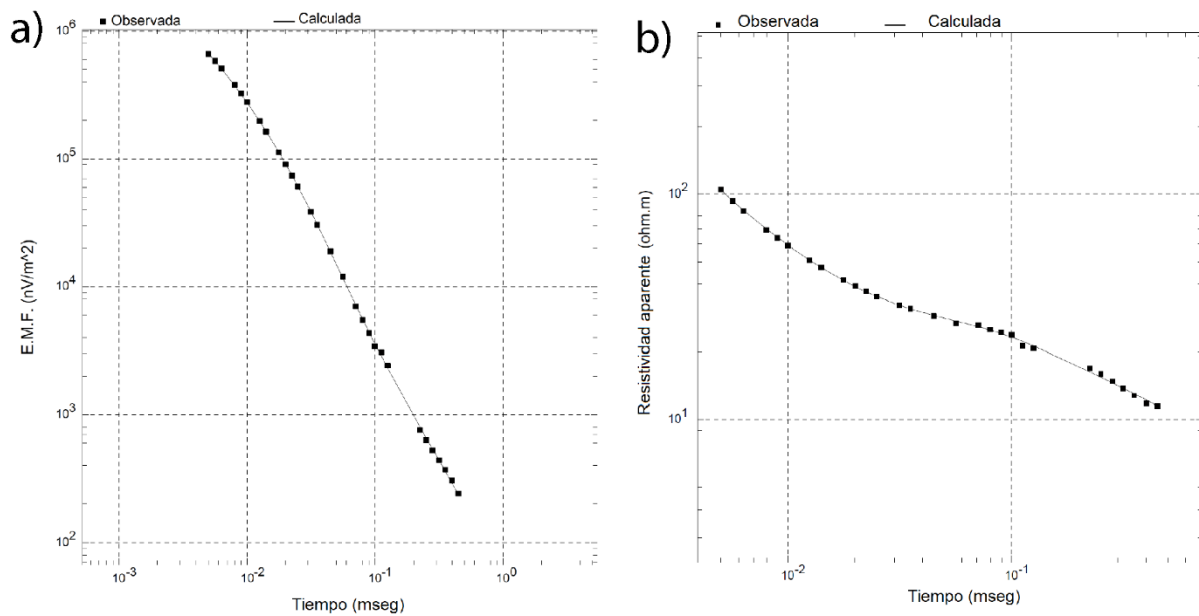 a)
Observada
Calculada
10^6
10^5
10^4
10^3
10^2
E.M.F. (nV/m^2)
10^-3
10^-2
10^-1
10^0
Tiempo (mseg)
b)
Observada
Calculada
10^2
10^1
Resistividad aparente (ohm.m)
10^-2
10^-1
Tiempo (mseg)